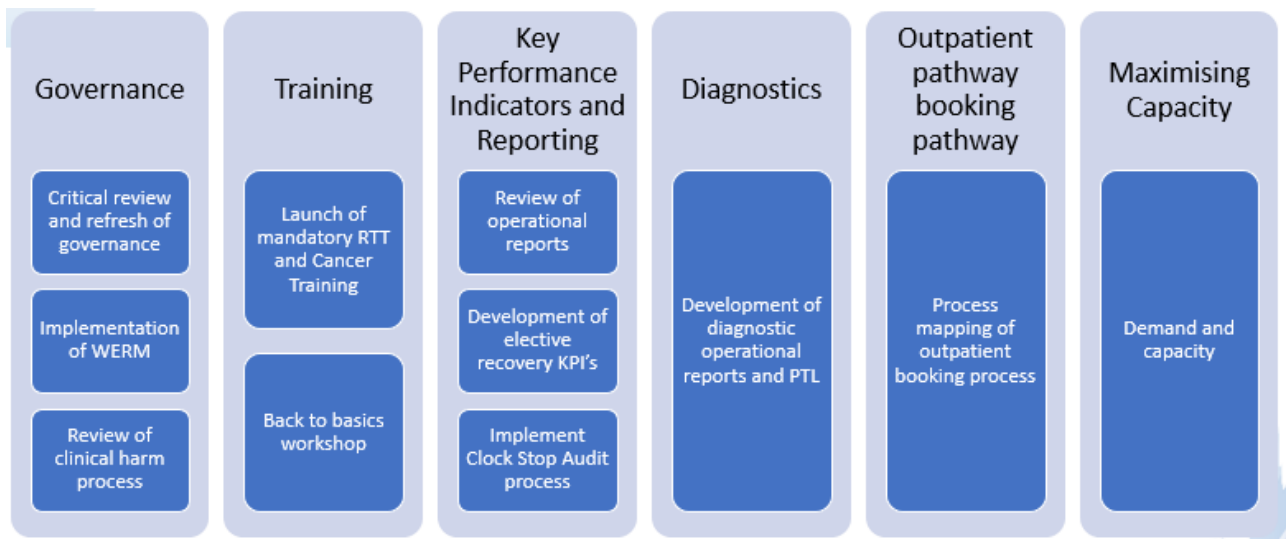 Governance
Critical review
and refresh of
governance
Implementation
of WERM
Review of
clinical harm
process
Training
Launch of
mandatory RTT
and Cancer
Training
Back to basics
workshop
Key
Performance
Indicators and
Reporting
Review of
operational
reports
Development of
elective
recovery KPI's
Implement
Clock Stop Audit
process
Diagnostics
Development of
diagnostic
operational
reports and PTL
Outpatient
pathway
booking
pathway
Process
mapping of
outpatient
booking process
Maximising
Capacity
Demand and
capacity